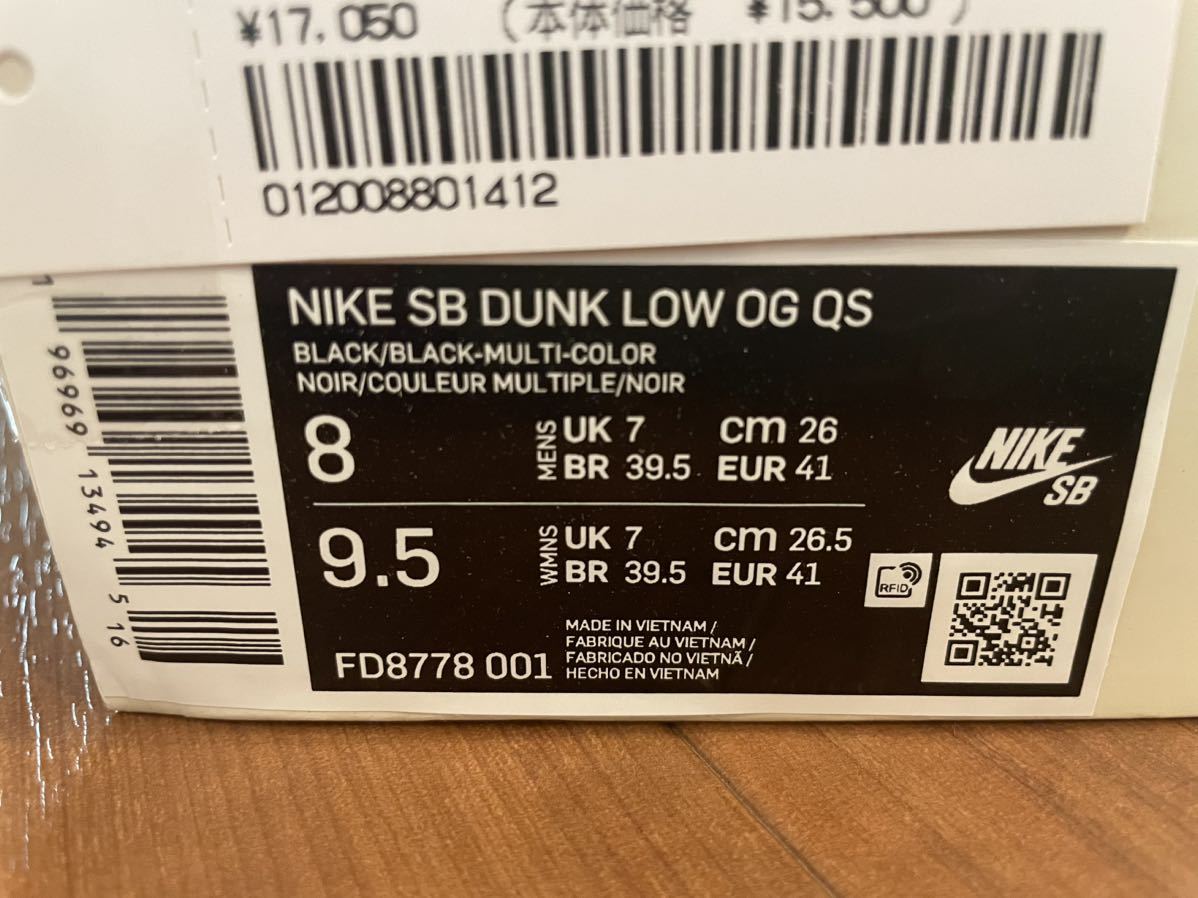 ¥17.050 (本体価格 ¥15.500)
012008801412
1 96969 13494 5 16
NIKE SB DUNK LOW OG QS
BLACK/BLACK-MULTI-COLOR
NOIR/COULEUR MULTIPLE/NOIR
8 MENS UK 7 cm 26
BR 39.5 EUR 41
9.5 WMNS UK 7 cm 26.5
BR 39.5 EUR 41
NIKE
SB
RFID
FD8778 001
MADE IN VIETNAM /
FABRIQUE AU VIETNAM /
FABRICADO NO VIETNÃ /
HECHO EN VIETNAM